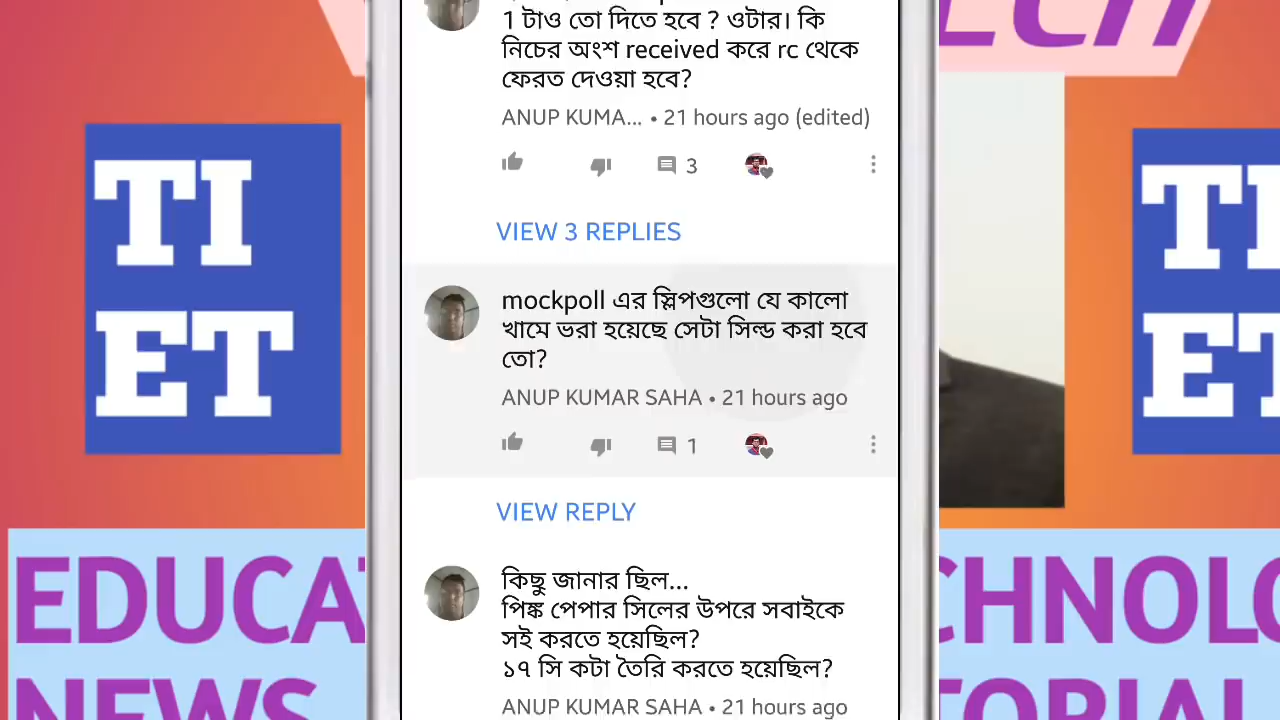 TECH
1 টাও তো দিতে হবে ? ওটার। কি
নিচের অংশ received করে rc থেকে
ফেরত দেওয়া হবে?
ANUP KUMA... • 21 hours ago (edited)
3
VIEW 3 REPLIES
mockpoll এর স্লিপগুলো যে কালো
খামে ভরা হয়েছে সেটা সিল্ড করা হবে
তো?
ANUP KUMAR SAHA • 21 hours ago
1
VIEW REPLY
কিছু জানার ছিল...
পিঙ্ক পেপার সিলের উপরে সবাইকে
সই করতে হয়েছিল?
১৭ সি কটা তৈরি করতে হয়েছিল?
ANUP KUMAR SAHA • 21 hours ago
TI
ET
TI
ET
EDUCA
CHNOLO
NEWS
TORIAL